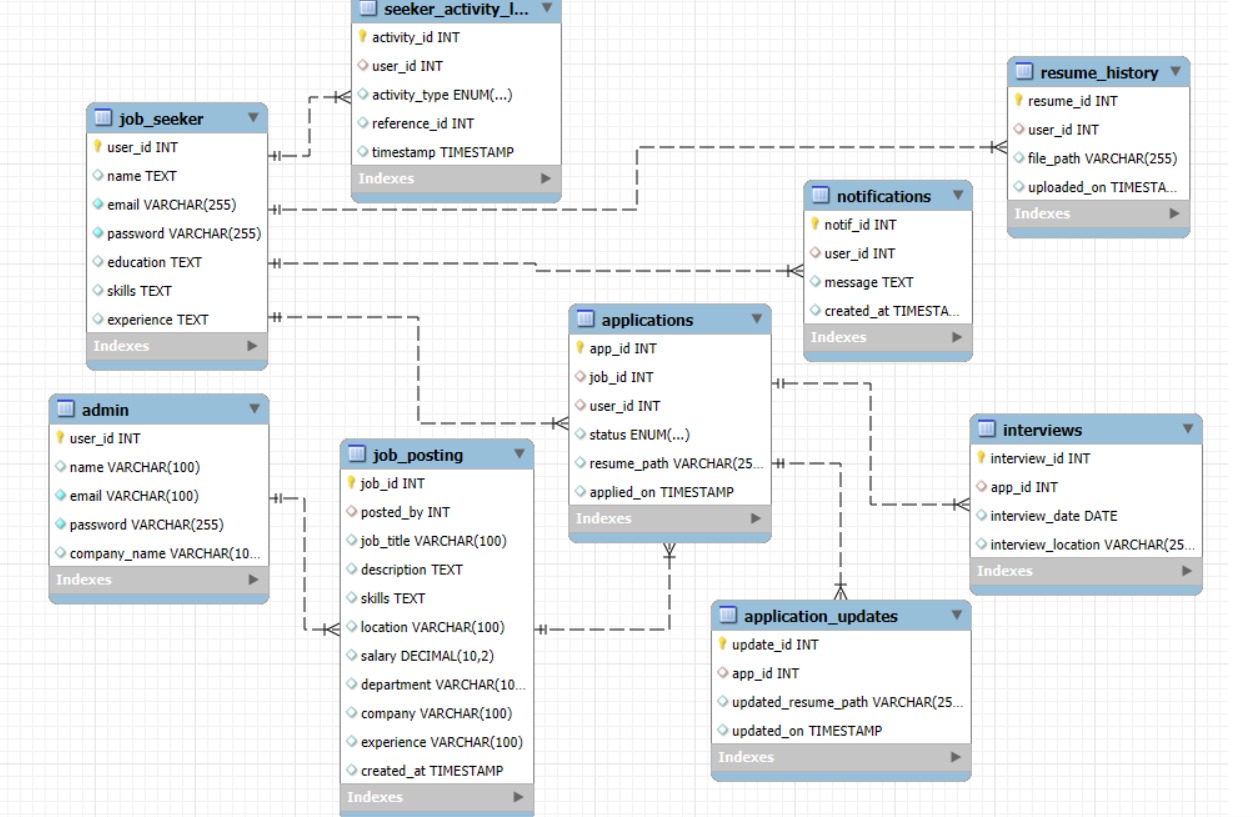 seeker_activity_l...
activity_id INT
user_id INT
activity_type ENUM(...)
reference_id INT
timestamp TIMESTAMP
Indexes
resume_history
resume_id INT
user_id INT
file_path VARCHAR(255)
uploaded_on TIMESTA...
Indexes
job_seeker
user_id INT
name TEXT
email VARCHAR(255)
password VARCHAR(255)
education TEXT
skills TEXT
experience TEXT
Indexes
notifications
notif_id INT
user_id INT
message TEXT
created_at TIMESTA...
Indexes
applications
app_id INT
job_id INT
user_id INT
status ENUM(...)
resume_path VARCHAR(25...
applied_on TIMESTAMP
Indexes
admin
user_id INT
name VARCHAR(100)
email VARCHAR(100)
password VARCHAR(255)
company_name VARCHAR(10...
Indexes
job_posting
job_id INT
posted_by INT
job_title VARCHAR(100)
description TEXT
skills TEXT
location VARCHAR(100)
salary DECIMAL(10,2)
department VARCHAR(10...
company VARCHAR(100)
experience VARCHAR(100)
created_at TIMESTAMP
Indexes
interviews
interview_id INT
app_id INT
interview_date DATE
interview_location VARCHAR(25...
Indexes
application_updates
update_id INT
app_id INT
updated_resume_path VARCHAR(25...
updated_on TIMESTAMP
Indexes